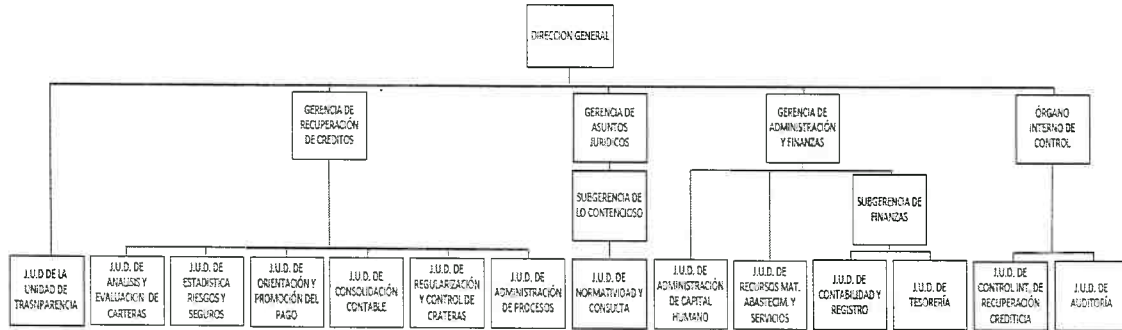 DIRECCION GENERAL
GERENCIA DE
RECUPERACIÓN
DE CREDITOS
GERENCIA DE
ASUNTOS
JURIDICOS
GERENCIA DE
ADMINISTRACIÓN
Y FINANZAS
ÓRGANO
INTERNO DE
CONTROL
SUBGERENCIA DE
LO CONTENCIOSO
SUBGERENCIA DE
FINANZAS
J.U.D DE LA
UNIDAD DE
TRASNPARENCIA
J.U.D. DE
ANALISIS Y
EVALUACION DE
CARTERAS
J.U.D. DE
ESTADISTICA
RIESGOS Y
SEGUROS
J.U.D. DE
ORIENTACIÓN Y
PROMOCIÓN DEL
PAGO
J.U.D. DE
CONSOLIDACIÓN
CONTABLE
J.U.D. DE
REGULARIZACIÓN
Y CONTROL DE
CRATERAS
J.U.D. DE
ADMINISTRACIÓN
DE PROCESOS
J.U.D. DE
NORMATIVIDAD Y
CONSULTA
J.U.D. DE
ADMINISTRACIÓN
DE CAPITAL
HUMANO
J.U.D. DE
RECURSOS MAT.
ABASTECIM. Y
SERVICIOS
J.U.D. DE
CONTABILIDAD Y
REGISTRO
J.U.D. DE
TESORERÍA
J.U.D. DE
CONTROL INT. DE
RECUPERACIÓN
CREDITICIA
J.U.D. DE
AUDITORÍA